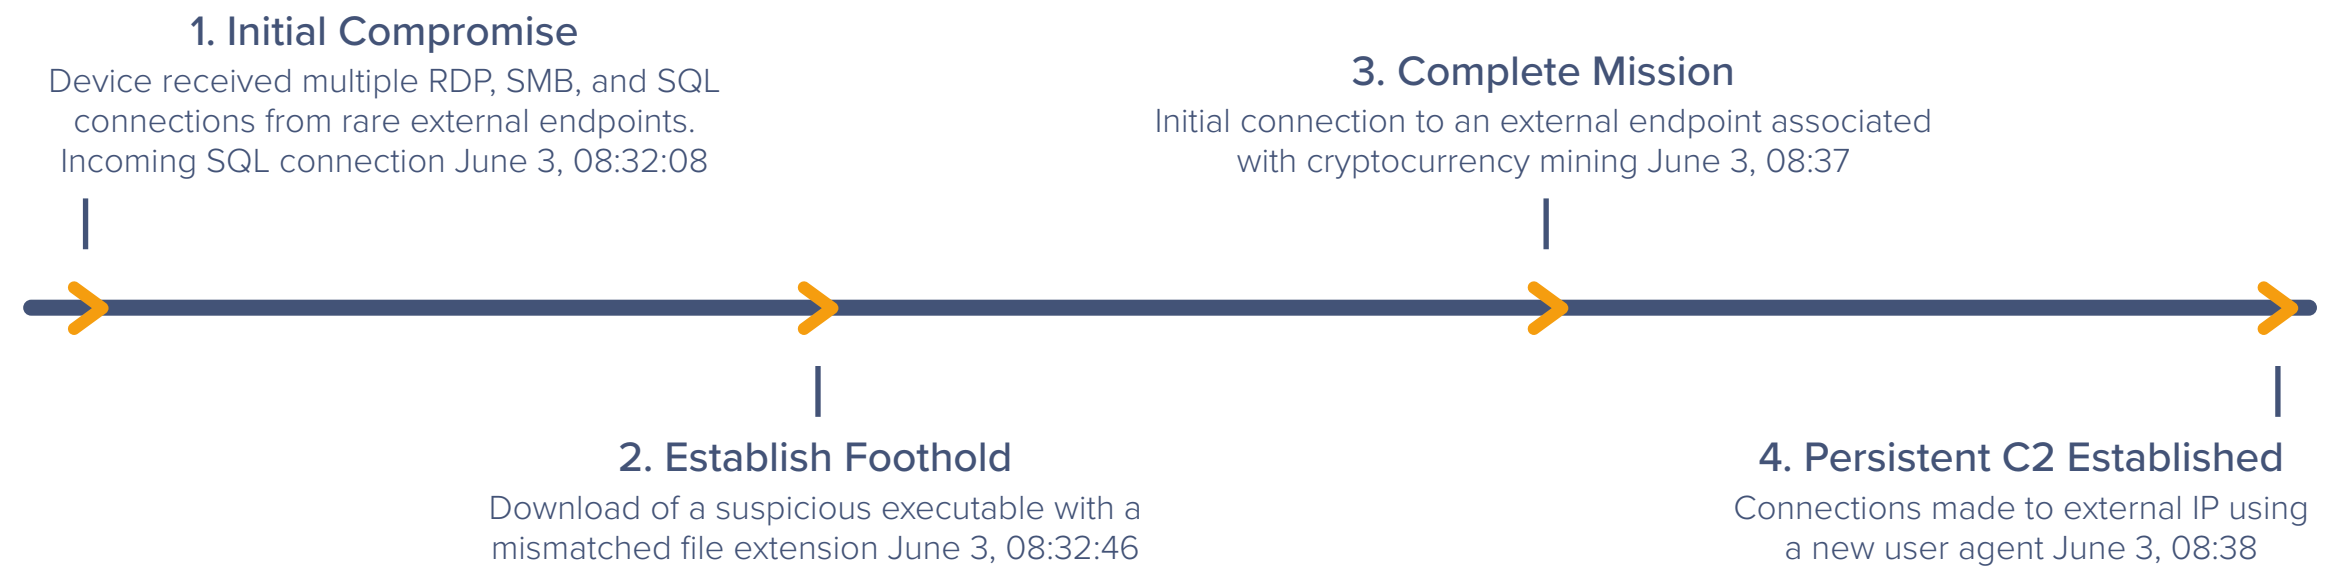 1. Initial Compromise
Device received multiple RDP, SMB, and SQL
connections from rare external endpoints.
Incoming SQL connection June 3, 08:32:08
2. Establish Foothold
Download of a suspicious executable with a
mismatched file extension June 3, 08:32:46
3. Complete Mission
Initial connection to an external endpoint associated
with cryptocurrency mining June 3, 08:37
4. Persistent C2 Established
Connections made to external IP using
a new user agent June 3, 08:38